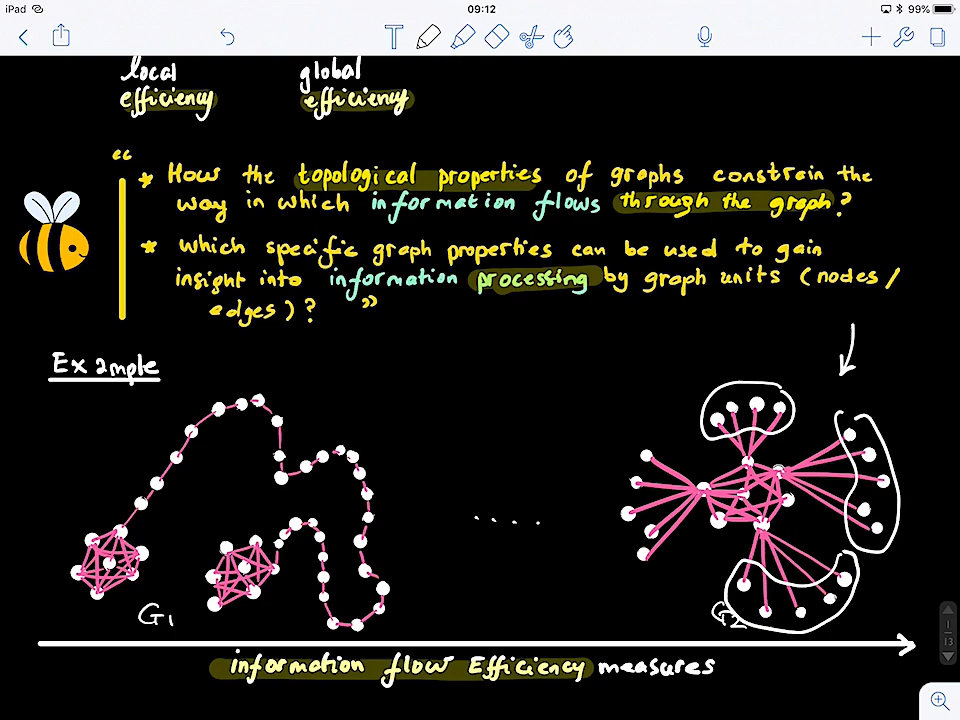 iPad
09:12
99%
local
global
efficiency
efficiency
“
* How the topological properties of graphs constrain the
way in which information flows through the graph?
* which specific graph properties can be used to gain
insight into information processing by graph units (nodes/
edges)? ”
Example
....
G1
G2
1
13
information flow Efficiency measures